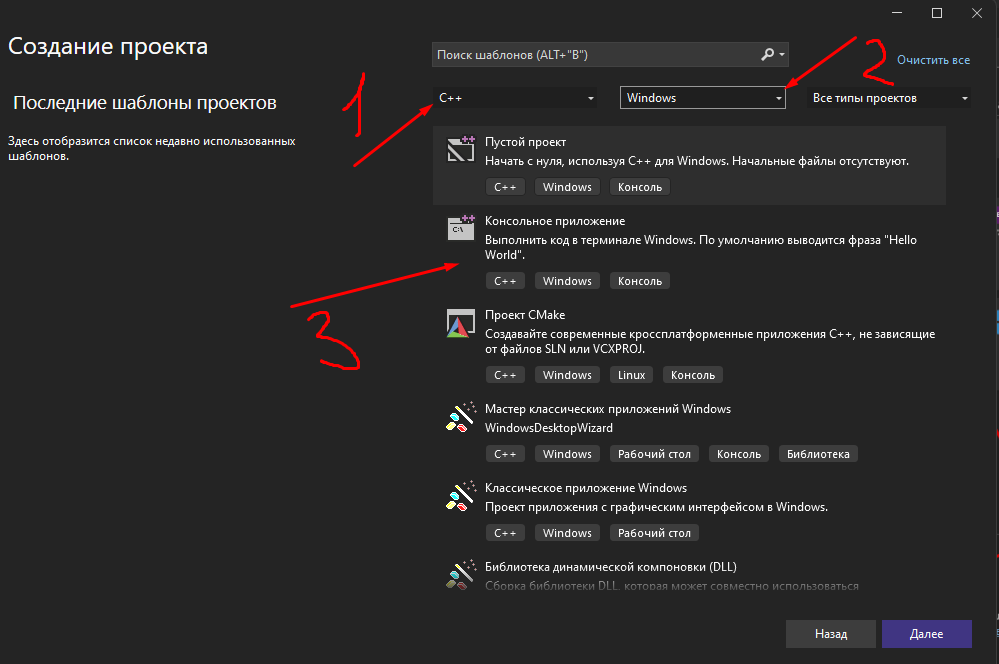 Создание проекта
Поиск шаблонов (ALT+"B")
Очистить все
Последние шаблоны проектов
Здесь отобразится список недавно использованных
шаблонов.
1
2
3
C++
Windows
Все типы проектов
Пустой проект
Начать с нуля, используя C++ для Windows. Начальные файлы отсутствуют.
C++ Windows Консоль
C:\
Консольное приложение
Выполнить код в терминале Windows. По умолчанию выводится фраза "Hello
World".
C++ Windows Консоль
Проект CMake
Создавайте современные кроссплатформенные приложения C++, не зависящие
от файлов SLN или VCXPROJ.
C++ Windows Linux Консоль
Мастер классических приложений Windows
WindowsDesktopWizard
C++ Windows Рабочий стол Консоль Библиотека
Классическое приложение Windows
Проект приложения с графическим интерфейсом в Windows.
C++ Windows Рабочий стол
Библиотека динамической компоновки (DLL)
Сборка библиотеки DLL, которая может совместно использоваться
Назад
Далее